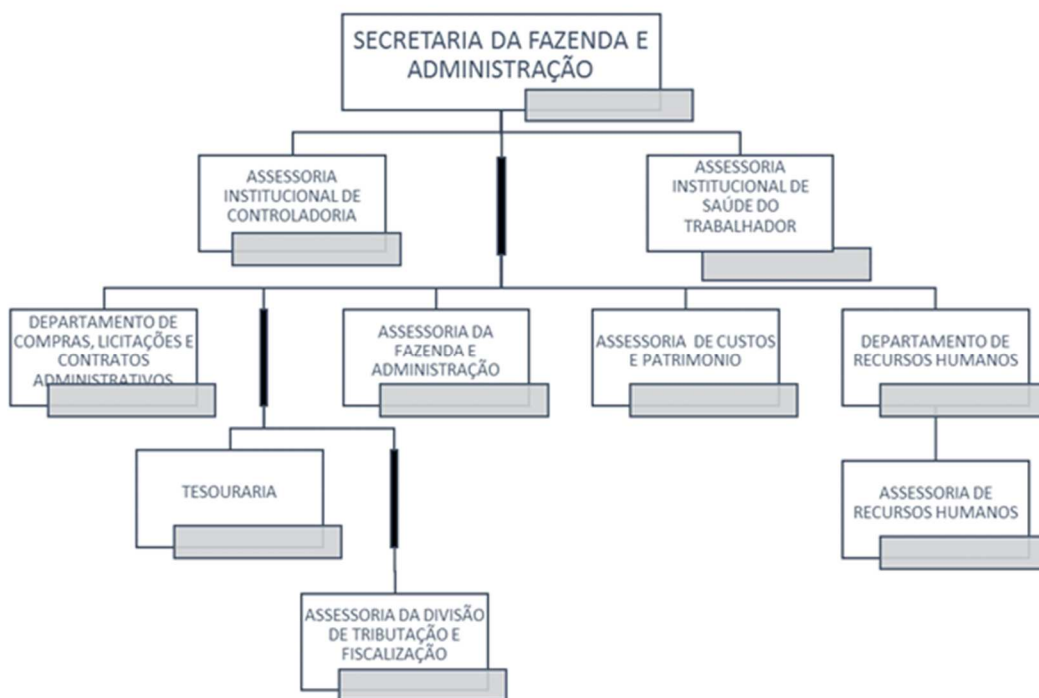 SECRETARIA DA FAZENDA E
ADMINISTRAÇÃO
ASSESSORIA
INSTITUCIONAL DE
CONTROLADORIA
ASSESSORIA
INSTITUCIONAL DE
SAÚDE DO
TRABALHADOR
DEPARTAMENTO DE
COMPRAS, LICITAÇÕES E
CONTRATOS
ADMINISTRATIVOS
ASSESSORIA DA
FAZENDA E
ADMINISTRAÇÃO
ASSESSORIA DE CUSTOS
E PATRIMONIO
DEPARTAMENTO DE
RECURSOS HUMANOS
TESOURARIA
ASSESSORIA DE
RECURSOS HUMANOS
ASSESSORIA DA DIVISÃO
DE TRIBUTAÇÃO E
FISCALIZAÇÃO